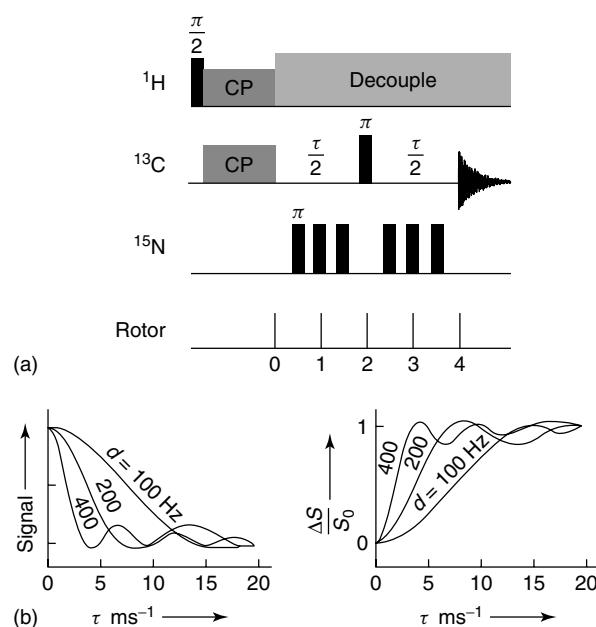 π/2
¹H
CP
Decouple
¹³C
CP
τ/2
π
τ/2
¹⁵N
π
Rotor
0 1 2 3 4
(a)
Signal
400
200
d = 100 Hz
0 5 10 15 20
τ ms⁻¹
ΔS/S₀
1
0
400
200
d = 100 Hz
0 5 10 15 20
τ ms⁻¹
(b)